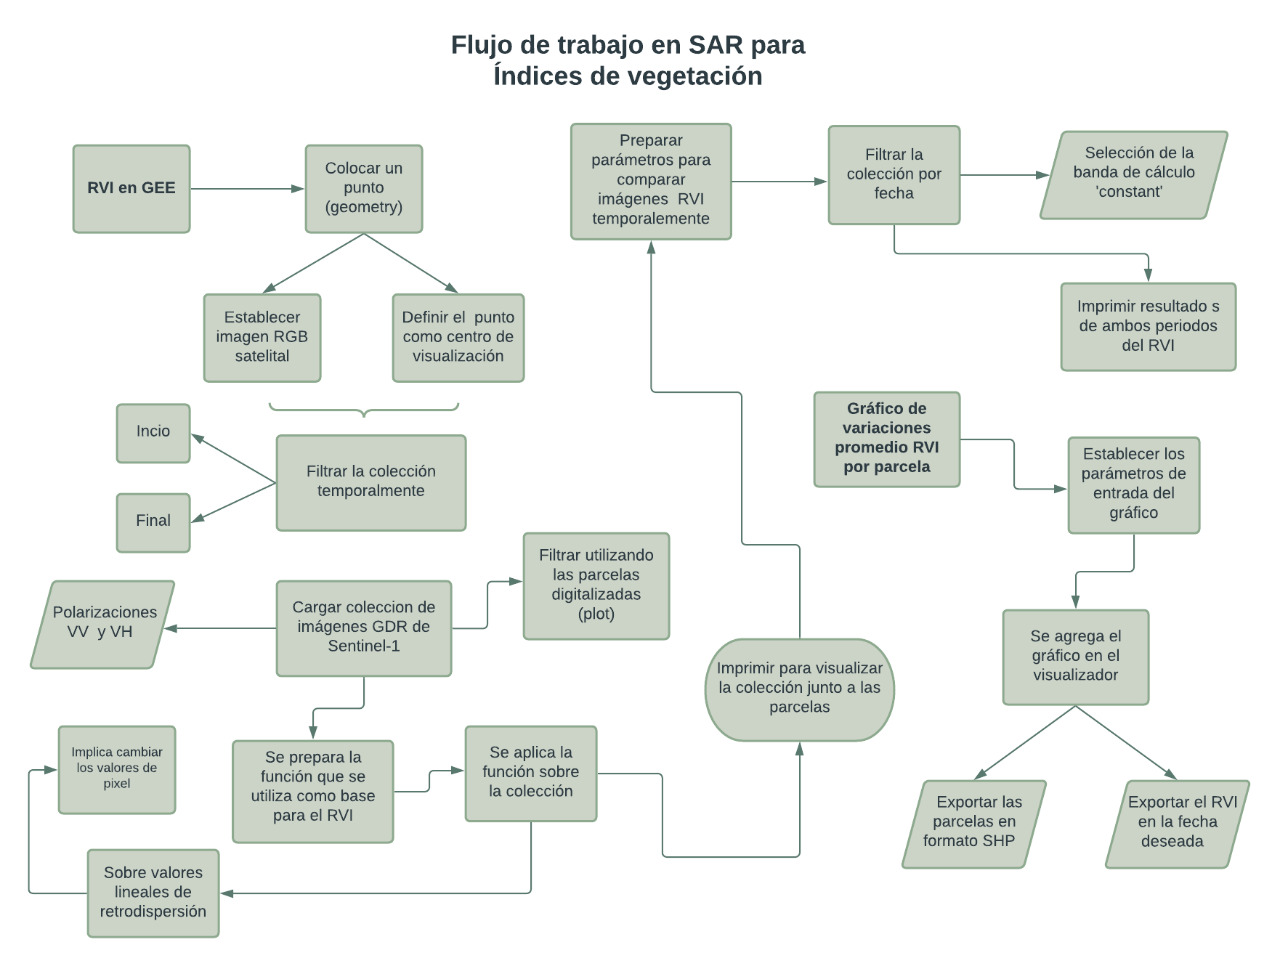 Flujo de trabajo en SAR para
Índices de vegetación
RVI en GEE
Colocar un
punto
(geometry)
Establecer
imagen RGB
satelital
Definir el  punto
como centro de
visualización
Incio
Final
Filtrar la colección
temporalmente
Polarizaciones
VV  y VH
Cargar coleccion de
imágenes GDR de
Sentinel-1
Filtrar utilizando
las parcelas
digitalizadas
(plot)
Implica cambiar
los valores de
pixel
Se prepara la
función que se
utiliza como base
para el RVI
Se aplica la
función sobre
la colección
Sobre valores
lineales de
retrodispersión
Imprimir para visualizar
la colección junto a las
parcelas
Preparar
parámetros para
comparar
imágenes  RVI
temporalemente
Filtrar la
colección por
fecha
Selección de la
banda de cálculo
'constant'
Imprimir resultado s
de ambos periodos
del RVI
Gráfico de
variaciones
promedio RVI
por parcela
Establecer los
parámetros de
entrada del
gráfico
Se agrega el
gráfico en el
visualizador
Exportar las
parcelas en
formato SHP
Exportar el RVI
en la fecha
deseada